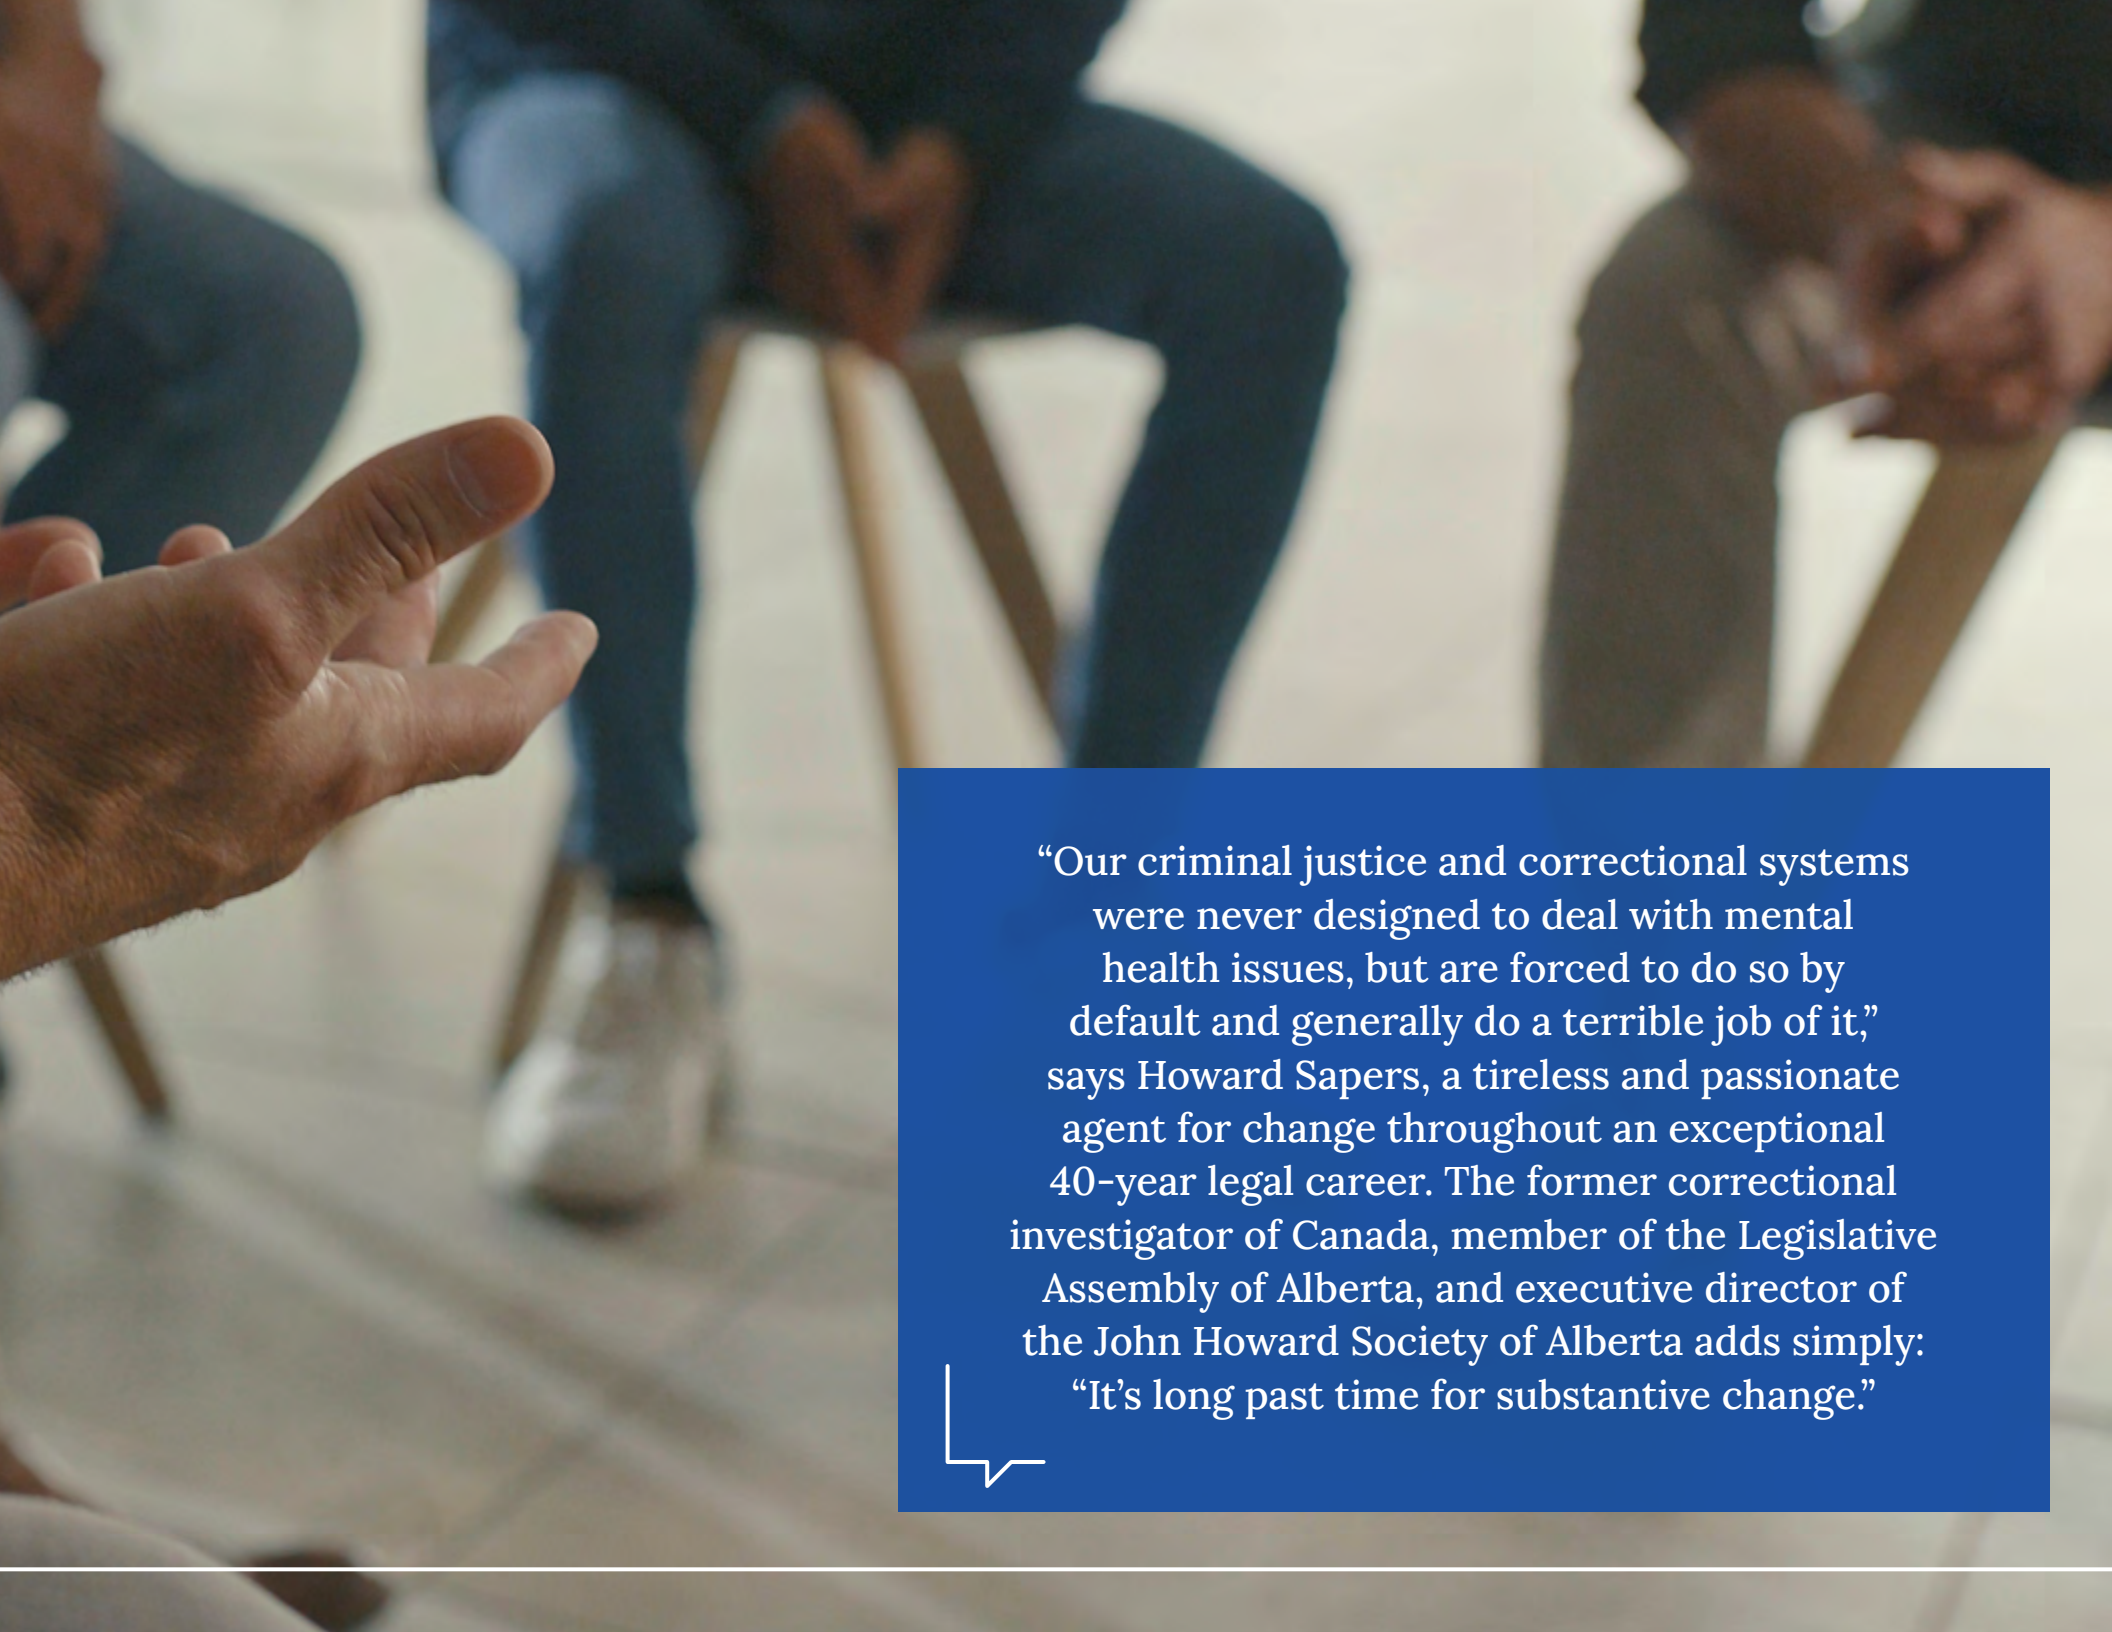 “Our criminal justice and correctional systems
were never designed to deal with mental
health issues, but are forced to do so by
default and generally do a terrible job of it,”
says Howard Sapers, a tireless and passionate
agent for change throughout an exceptional
40-year legal career. The former correctional
investigator of Canada, member of the Legislative
Assembly of Alberta, and executive director of
the John Howard Society of Alberta adds simply:
“It’s long past time for substantive change.”